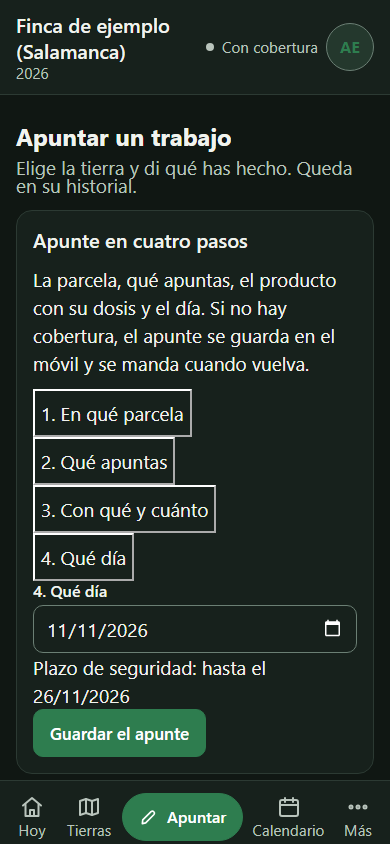 Finca de ejemplo
(Salamanca)
2026
Con cobertura
AE
Apuntar un trabajo
Elige la tierra y di qué has hecho. Queda
en su historial.
Apunte en cuatro pasos
La parcela, qué apuntas, el producto
con su dosis y el día. Si no hay
cobertura, el apunte se guarda en el
móvil y se manda cuando vuelva.
1. En qué parcela
2. Qué apuntas
3. Con qué y cuánto
4. Qué día
4. Qué día
11/11/2026
Plazo de seguridad: hasta el
26/11/2026
Guardar el apunte
Hoy
Tierras
Apuntar
Calendario
Más